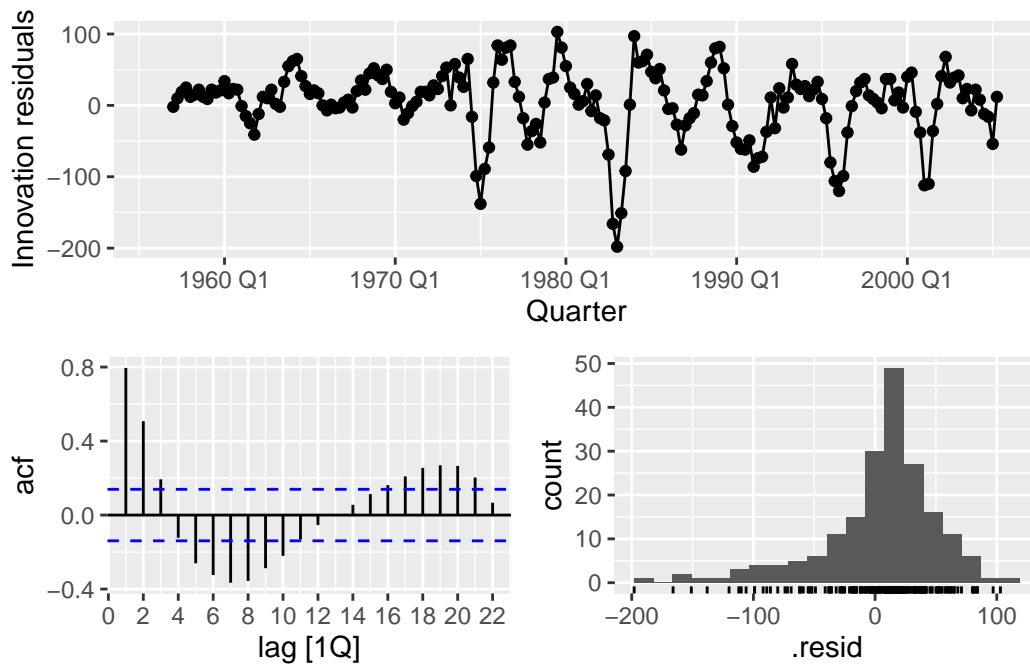 Innovation residuals
100
0
−100
−200
1960 Q1 1970 Q1 1980 Q1 1990 Q1 2000 Q1
Quarter
acf
0.8
0.4
0.0
−0.4
0 2 4 6 8 10 12 14 16 18 20 22
lag [1Q]
count
50
40
30
20
10
0
−200 −100 0 100
.resid